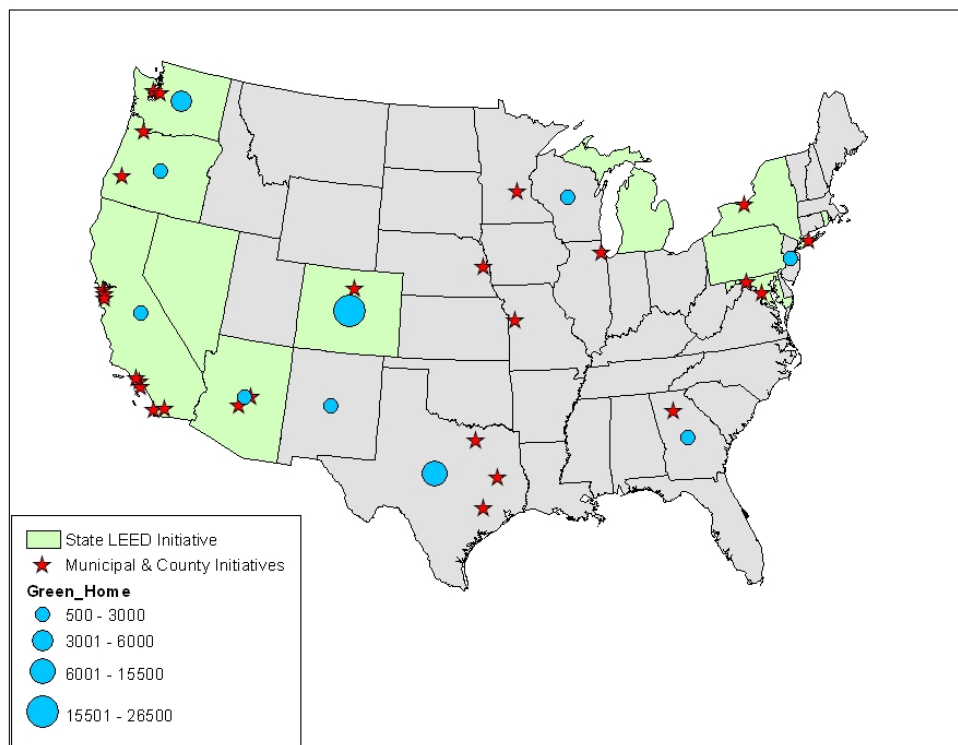 State LEED Initiative
Municipal & County Initiatives
Green_Home
500 - 3000
3001 - 6000
6001 - 15500
15501 - 26500